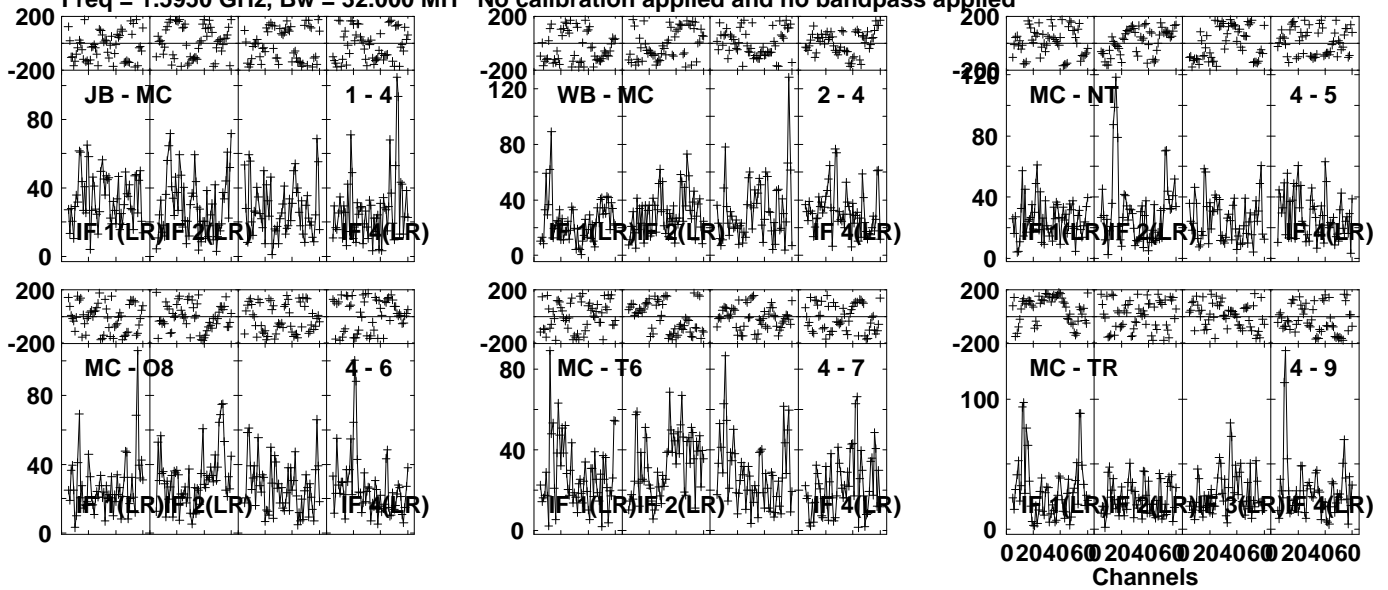 Freq = 1.5950 GHz, Bw = 32.000 MH No calibration applied and no bandpass applied
200
-200
JB - MC 1 - 4
80
40
0
IF 1(LR) IF 2(LR) IF 4(LR)
200
-200
WB - MC 2 - 4
120
80
40
0
IF 1(LR) IF 2(LR) IF 4(LR)
200
-200
120
MC - NT 4 - 5
80
40
0
IF 1(LR) IF 2(LR) IF 4(LR)
200
-200
MC - O8 4 - 6
80
40
0
IF 1(LR) IF 2(LR) IF 4(LR)
200
-200
MC - T6 4 - 7
80
40
0
IF 1(LR) IF 2(LR) IF 4(LR)
200
-200
MC - TR 4 - 9
100
0
IF 1(LR) IF 2(LR) IF 3(LR) IF 4(LR)
0 20 40 60 0 20 40 60 0 20 40 60 0 20 40 60
Channels